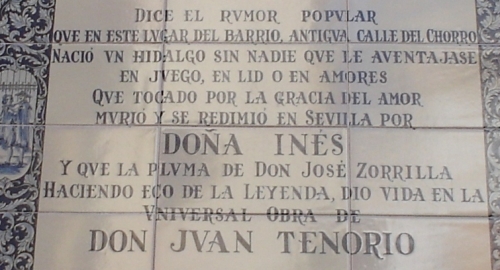 DICE EL RVMOR POPVLAR
QVE EN ESTE LVGAR DEL BARRIO, ANTIGVA CALLE DEL CHORRO
NACIÓ VN HIDALGO SIN NADIE QVE LE AVENTAJASE
EN JVEGO, EN LID O EN AMORES
QVE TOCADO POR LA GRACIA DEL AMOR
MVRIÓ Y SE REDIMIÓ EN SEVILLA POR
DOÑA INÉS
Y QVE LA PLVMA DE DON JOSÉ ZORRILLA
HACIENDO ECO DE LA LEYENDA, DIO VIDA EN LA
VNIVERSAL OBRA DE
DON JVAN TENORIO